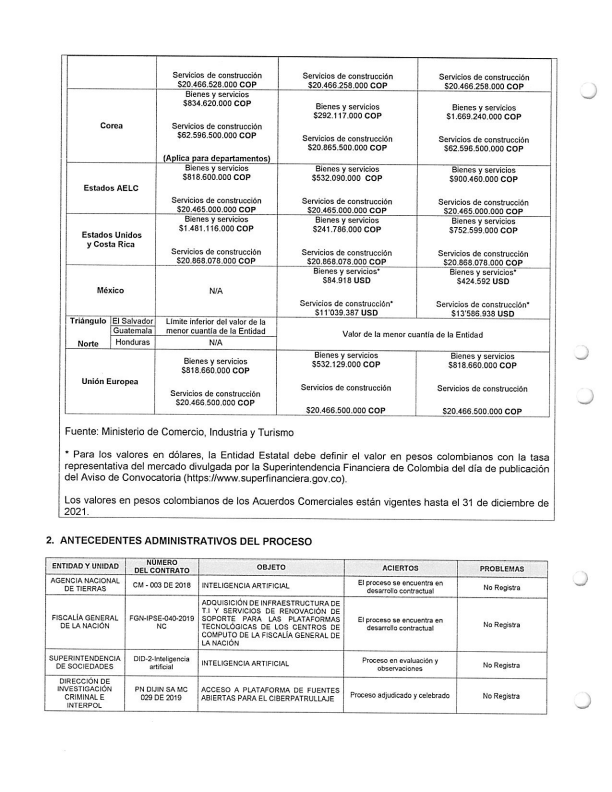 Servicios de construcción Servicios de construcción Servicios de construcción
$20.466.528.000 COP $20.466.258.000 COP $20.466.258.000 COP
Corea
Bienes y servicios
$834.620.000 COP
Servicios de construcción
$62.596.500.000 COP
(Aplica para departamentos)
Bienes y servicios
$292.117.000 COP
Servicios de construcción
$20.865.500.000 COP
Bienes y servicios
$1.669.240.000 COP
Servicios de construcción
$62.596.500.000 COP
Estados AELC
Bienes y servicios
$818.600.000 COP
Servicios de construcción
$20.465.000.000 COP
Bienes y servicios
$532.090.000 COP
Servicios de construcción
$20.465.000.000 COP
Bienes y servicios
$900.460.000 COP
Servicios de construcción
$20.465.000.000 COP
Estados Unidos
y Costa Rica
Bienes y servicios
$1.481.116.000 COP
Servicios de construcción
$20.868.078.000 COP
Bienes y servicios
$241.786.000 COP
Servicios de construcción
$20.868.078.000 COP
Bienes y servicios
$752.599.000 COP
Servicios de construcción
$20.868.078.000 COP
México
N/A
Bienes y servicios*
$84.918 USD
Servicios de construcción*
$11'039.387 USD
Bienes y servicios*
$424.592 USD
Servicios de construcción*
$13'586.938 USD
Triángulo
Norte
El Salvador
Guatemala
Honduras
Límite inferior del valor de la
menor cuantía de la Entidad
N/A
Valor de la menor cuantía de la Entidad
Unión Europea
Bienes y servicios
$818.660.000 COP
Servicios de construcción
$20.466.500.000 COP
Bienes y servicios
$532.129.000 COP
Servicios de construcción
$20.466.500.000 COP
Bienes y servicios
$818.660.000 COP
Servicios de construcción
$20.466.500.000 COP
Fuente: Ministerio de Comercio, Industria y Turismo
* Para los valores en dólares, la Entidad Estatal debe definir el valor en pesos colombianos con la tasa
representativa del mercado divulgada por la Superintendencia Financiera de Colombia del día de publicación
del Aviso de Convocatoria (https://www.superfinanciera.gov.co).
Los valores en pesos colombianos de los Acuerdos Comerciales están vigentes hasta el 31 de diciembre de
2021.
2. ANTECEDENTES ADMINISTRATIVOS DEL PROCESO
ENTIDAD Y UNIDAD
NÚMERO
DEL CONTRATO
OBJETO
ACIERTOS
PROBLEMAS
AGENCIA NACIONAL
DE TIERRAS
CM - 003 DE 2018
INTELIGENCIA ARTIFICIAL
El proceso se encuentra en
desarrollo contractual
No Registra
FISCALÍA GENERAL
DE LA NACIÓN
FGN-IPSE-040-2019
NC
ADQUISICIÓN DE INFRAESTRUCTURA DE
T.I Y SERVICIOS DE RENOVACIÓN DE
SOPORTE PARA LAS PLATAFORMAS
TECNOLÓGICAS DE LOS CENTROS DE
COMPUTO DE LA FISCALÍA GENERAL DE
LA NACIÓN
El proceso se encuentra en
desarrollo contractual
No Registra
SUPERINTENDENCIA
DE SOCIEDADES
DID-2-Inteligencia
artificial
INTELIGENCIA ARTIFICIAL
Proceso en evaluación y
observaciones
No Registra
DIRECCIÓN DE
INVESTIGACIÓN
CRIMINAL E
INTERPOL
PN DIJIN SA MC
029 DE 2019
ACCESO A PLATAFORMA DE FUENTES
ABIERTAS PARA EL CIBERPATRULLAJE
Proceso adjudicado y celebrado
No Registra